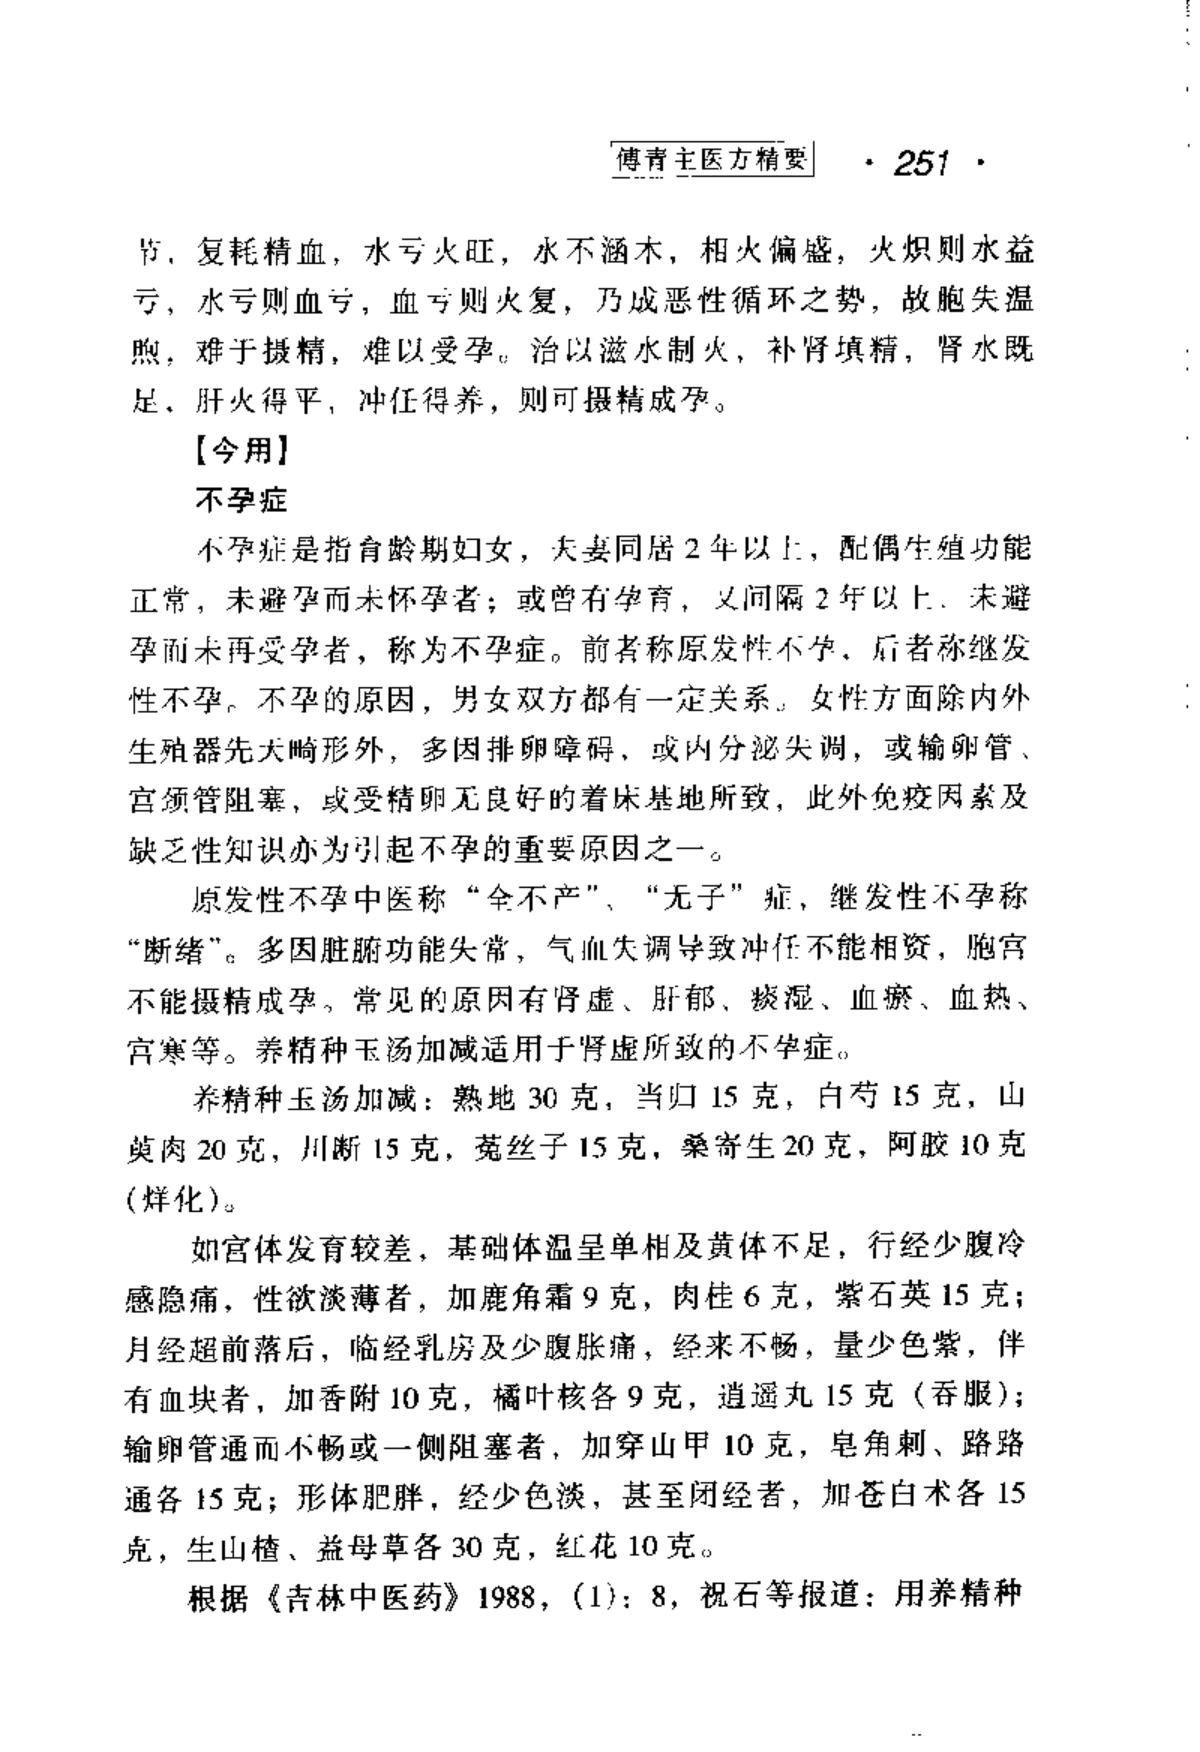 傅青主医方精要 · 251 ·
节，复耗精血，水亏火旺，水不涵木，相火偏盛，火炽则水益
亏，水亏则血亏，血亏则火复，乃成恶性循环之势，故胞失温
煦，难于摄精，难以受孕。治以滋水制火，补肾填精，肾水既
足，肝火得平，冲任得养，则可摄精成孕。
【今用】
不孕症
不孕症是指育龄期妇女，夫妻同居2年以上，配偶生殖功能
正常，未避孕而未怀孕者；或曾有孕育，又间隔2年以上，未避
孕而未再受孕者，称为不孕症。前者称原发性不孕，后者称继发
性不孕。不孕的原因，男女双方都有一定关系。女性方面除内外
生殖器先天畸形外，多因排卵障碍，或内分泌失调，或输卵管、
宫颈管阻塞，或受精卵无良好的着床基地所致，此外免疫因素及
缺乏性知识亦为引起不孕的重要原因之一。
原发性不孕中医称“全不产”、“无子”症，继发性不孕称
“断绪”。多因脏腑功能失常，气血失调导致冲任不能相资，胞宫
不能摄精成孕。常见的原因有肾虚、肝郁、痰湿、血瘀、血热、
宫寒等。养精种玉汤加减适用于肾虚所致的不孕症。
养精种玉汤加减：熟地30克，当归15克，白芍15克，山
萸肉20克，川断15克，菟丝子15克，桑寄生20克，阿胶10克
（烊化）。
如宫体发育较差，基础体温呈单相及黄体不足，行经少腹冷
感隐痛，性欲淡薄者，加鹿角霜9克，肉桂6克，紫石英15克；
月经超前落后，临经乳房及少腹胀痛，经来不畅，量少色紫，伴
有血块者，加香附10克，橘叶核各9克，逍遥丸15克（吞服）；
输卵管通而不畅或一侧阻塞者，加穿山甲10克，皂角刺、路路
通各15克；形体肥胖，经少色淡，甚至闭经者，加苍白术各15
克，生山楂、益母草各30克，红花10克。
根据《吉林中医药》1988，（1）：8，祝石等报道：用养精种